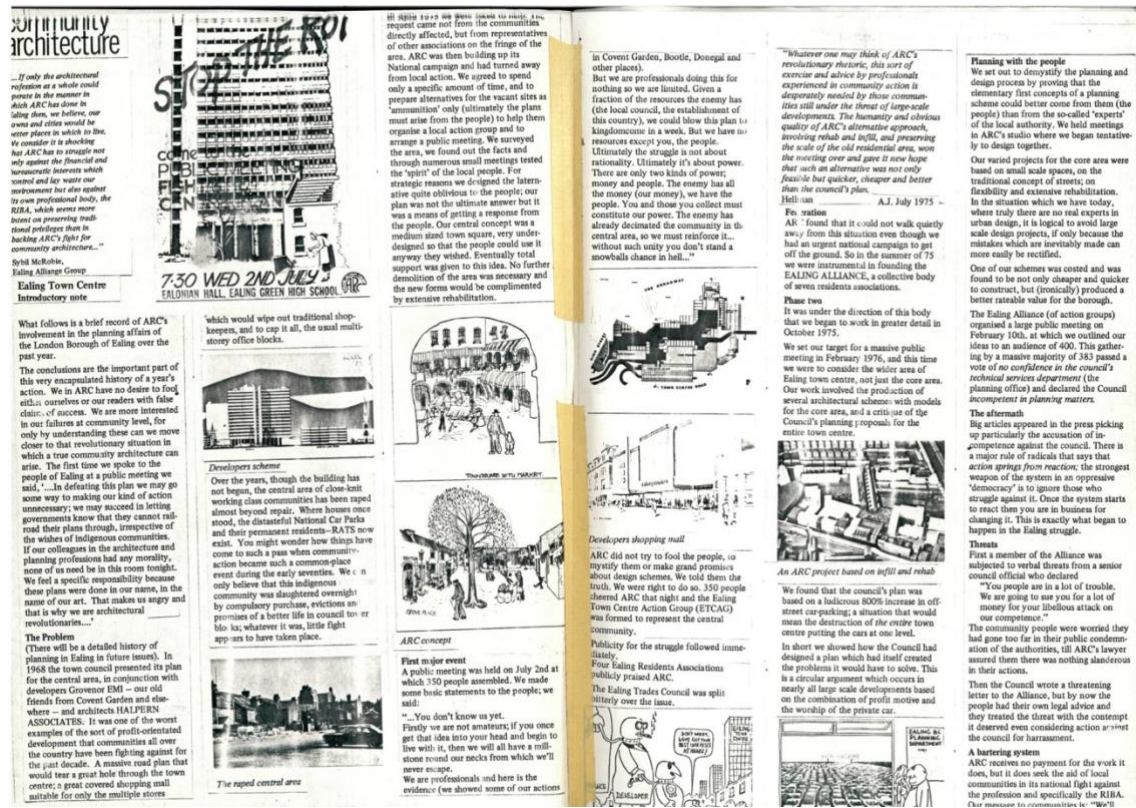 community
architecture
"...If only the architectural
profession as a whole could
operate in the manner in
which ARC has done in
Ealing then, we believe, our
towns and cities would be
better places in which to live.
We consider it is shocking
that ARC has to struggle not
only against the financial and
bureaucratic interests which
control and lay waste our
environment but also against
its own professional body, the
RIBA, which seems more
intent on preserving tradi-
tional privileges than in
backing ARC's fight for
community architecture..."
Sybil McRobie,
Ealing Alliance Group
Ealing Town Centre
Introductory note
What follows is a brief record of ARC's
involvement in the planning affairs of
the London Borough of Ealing over the
past year.
The conclusions are the important part of
this very encapsulated history of a year's
action. We in ARC have no desire to fool
either ourselves or our readers with false
claims of success. We are more interested
in our failures at community level, for
only by understanding these can we move
closer to that revolutionary situation in
which a true community architecture can
arise. The first time we spoke to the
people of Ealing at a public meeting we
said, '...In defeating this plan we may go
some way to making our kind of action
unnecessary; we may succeed in letting
governments know that they cannot rail-
road their plans through, irrespective of
the wishes of indigenous communities.
If our colleagues in the architecture and
planning professions had any morality,
none of us need be in this room tonight.
We feel a specific responsibility because
these plans were done in our name, in the
name of our art. That makes us angry and
that is why we are architectural
revolutionaries....'
The Problem
(There will be a detailed history of
planning in Ealing in future issues). In
1968 the town council presented its plan
for the central area, in conjunction with
developers Grovenor EMI – our old
friends from Covent Garden and else-
where – and architects HALPERN
ASSOCIATES. It was one of the worst
examples of the sort of profit-orientated
development that communities all over
the country have been fighting against for
the past decade. A massive road plan that
would tear a great hole through the town
centre; a great covered shopping mall
suitable for only the multiple stores
STOP THE ROT
come
PUBLIC
7·30 WED 2ND JULY
EALONIAN HALL, EALING GREEN HIGH SCHOOL
ARC
which would wipe out traditional shop-
keepers, and to cap it all, the usual multi-
storey office blocks.
Developers scheme
Over the years, though the building has
not begun, the central area of close-knit
working class communities has been raped
almost beyond repair. Where houses once
stood, the distasteful National Car Parks
and their permanent residents—RATS now
exist. You might wonder how things have
come to such a pass when community-
action became such a common-place
event during the early seventies. We can
only believe that this indigenous
community was slaughtered overnight
by compulsory purchase, evictions and
promises of a better life in council tower
blocks; whatever it was, little fight
appears to have taken place.
The raped central area
request came not from the communities
directly affected, but from representatives
of other associations on the fringe of the
area. ARC was then building up its
National campaign and had turned away
from local action. We agreed to spend
only a specific amount of time, and to
prepare alternatives for the vacant sites as
'ammunition' only (ultimately the plans
must arise from the people) to help them
organise a local action group and to
arrange a public meeting. We surveyed
the area, we found out the facts and
through numerous small meetings tested
the 'spirit' of the local people. For
strategic reasons we designed the latern-
ative quite oblivious to the people; our
plan was not the ultimate answer but it
was a means of getting a response from
the people. Our central concept was a
medium sized town square, very under-
designed so that the people could use it
anyway they wished. Eventually total
support was given to this idea. No further
demolition of the area was necessary and
the new forms would be complimented
by extensive rehabilitation.
TOWNSQUARE WITH MARKET.
ARC concept
First major event
A public meeting was held on July 2nd at
which 350 people assembled. We made
some basic statements to the people; we
said:
"...You don't know us yet.
Firstly we are not amateurs; if you once
get that idea into your head and begin to
live with it, then we will all have a mill-
stone round our necks from which we'll
never escape.
We are professionals and here is the
evidence (we showed some of our actions
in Covent Garden, Bootle, Donegal and
other places).
But we are professionals doing this for
nothing so we are limited. Given a
fraction of the resources the enemy has
(the local council, the establishment of
this country), we could blow this plan to
kingdomcome in a week. But we have no
resources except you, the people.
Ultimately the struggle is not about
rationality. Ultimately it's about power.
There are only two kinds of power;
money and people. The enemy has all
the money (our money), we have the
people. You and those you collect must
constitute our power. The enemy has
already decimated the community in the
central area, so we must reinforce it...
without such unity you don't stand a
snowballs chance in hell..."
THE BROADWAY
TOWN CENTRE ROAD
Developers shopping mall
ARC did not try to fool the people, to
mystify them or make grand promises
about design schemes. We told them the
truth. We were right to do so. 350 people
cheered ARC that night and the Ealing
Town Centre Action Group (ETCAG)
was formed to represent the central
community.
Publicity for the struggle followed imme-
diately.
Four Ealing Residents Associations
publicly praised ARC.
The Ealing Trades Council was split
bitterly over the issue.
DON'T WORRY,
WE'VE GOT YOUR
BEST INTERESTS
AT HEART!
EALING
TOWN
CENTRE
DEVELOPER
"Whatever one may think of ARC's
revolutionary rhetoric, this sort of
exercise and advice by professionals
experienced in community action is
desperately needed by those commun-
ities still under the threat of large-scale
developments. The humanity and obvious
quality of ARC's alternative approach,
involving rehab and infill, and preserving
the scale of the old residential area, won
the meeting over and gave it new hope
that such an alternative was not only
feasible but quicker, cheaper and better
than the council's plan.
Hellman A.J. July 1975
ARC found that it could not walk quietly
away from this situation even though we
had an urgent national campaign to get
off the ground. So in the summer of 75
we were instrumental in founding the
EALING ALLIANCE, a collective body
of seven residents associations.
Phase two
It was under the direction of this body
that we began to work in greater detail in
October 1975.
We set our target for a massive public
meeting in February 1976, and this time
we were to consider the wider area of
Ealing town centre, not just the core area.
Our work involved the production of
several architectural schemes with models
for the core area, and a critique of the
Council's planning proposals for the
entire town centre.
An ARC project based on infill and rehab
We found that the council's plan was
based on a ludicrous 800% increase in off-
street car-parking; a situation that would
mean the destruction of the entire town
centre putting the cars at one level.
In short we showed how the Council had
designed a plan which had itself created
the problems it would have to solve. This
is a circular argument which occurs in
nearly all large scale developments based
on the combination of profit motive and
the worship of the private car.
EALING BC
PLANNING
DEPARTMENT
Planning with the people
We set out to demystify the planning and
design process by proving that the
elementary first concepts of a planning
scheme could better come from them (the
people) than from the so-called 'experts'
of the local authority. We held meetings
in ARC's studio where we began tentative-
ly to design together.
Our varied projects for the core area were
based on small scale spaces, on the
traditional concept of streets; on
flexibility and extensive rehabilitation.
In the situation which we have today,
where truly there are no real experts in
urban design, it is logical to avoid large
scale design projects, if only because the
mistakes which are inevitably made can
more easily be rectified.
One of our schemes was costed and was
found to be not only cheaper and quicker
to construct, but (ironically) produced a
better rateable value for the borough.
The Ealing Alliance (of action groups)
organised a large public meeting on
February 10th, at which we outlined our
ideas to an audience of 400. This gather-
ing by a massive majority of 383 passed a
vote of no confidence in the council's
technical services department (the
planning office) and declared the Council
incompetent in planning matters.
The aftermath
Big articles appeared in the press picking
up particularly the accusation of in-
competence against the council. There is
a major rule of radicals that says that
action springs from reaction; the strongest
weapon of the system in an oppressive
'democracy' is to ignore those who
struggle against it. Once the system starts
to react then you are in business for
changing it. This is exactly what began to
happen in the Ealing struggle.
Threats
First a member of the Alliance was
subjected to verbal threats from a senior
council official who declared
"You people are in a lot of trouble.
We are going to sue you for a lot of
money for your libellous attack on
our competence."
The community people were worried they
had gone too far in their public condemn-
ation of the authorities, till ARC's lawyer
assured them there was nothing slanderous
in their actions.
Then the Council wrote a threatening
letter to the Alliance, but by now the
people had their own legal advice and
they treated the threat with the contempt
it deserved even considering action against
the council for harrassment.
A bartering system
ARC receives no payment for the work it
does, but it does seek the aid of local
communities in its national fight against
the profession and specifically the RIBA.
Our message to communities is: "We'll